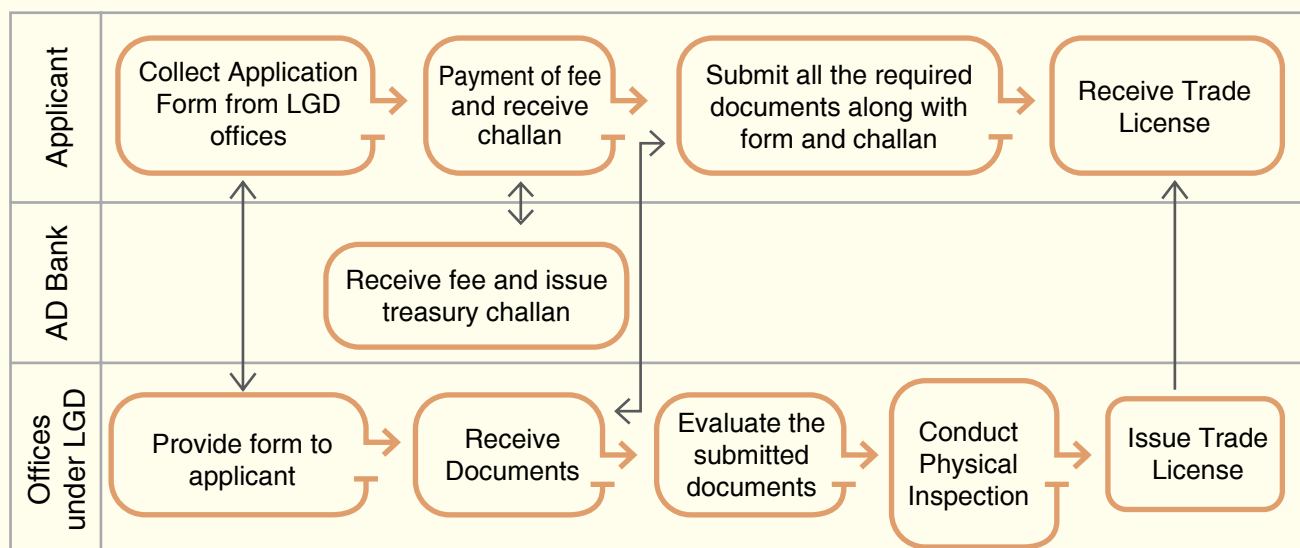 Applicant
Collect Application
Form from LGD
offices
Payment of fee
and receive
challan
Submit all the required
documents along with
form and challan
Receive Trade
License
AD Bank
Receive fee and issue
treasury challan
Offices
under LGD
Provide form to
applicant
Receive
Documents
Evaluate the
submitted
documents
Conduct
Physical
Inspection
Issue Trade
License